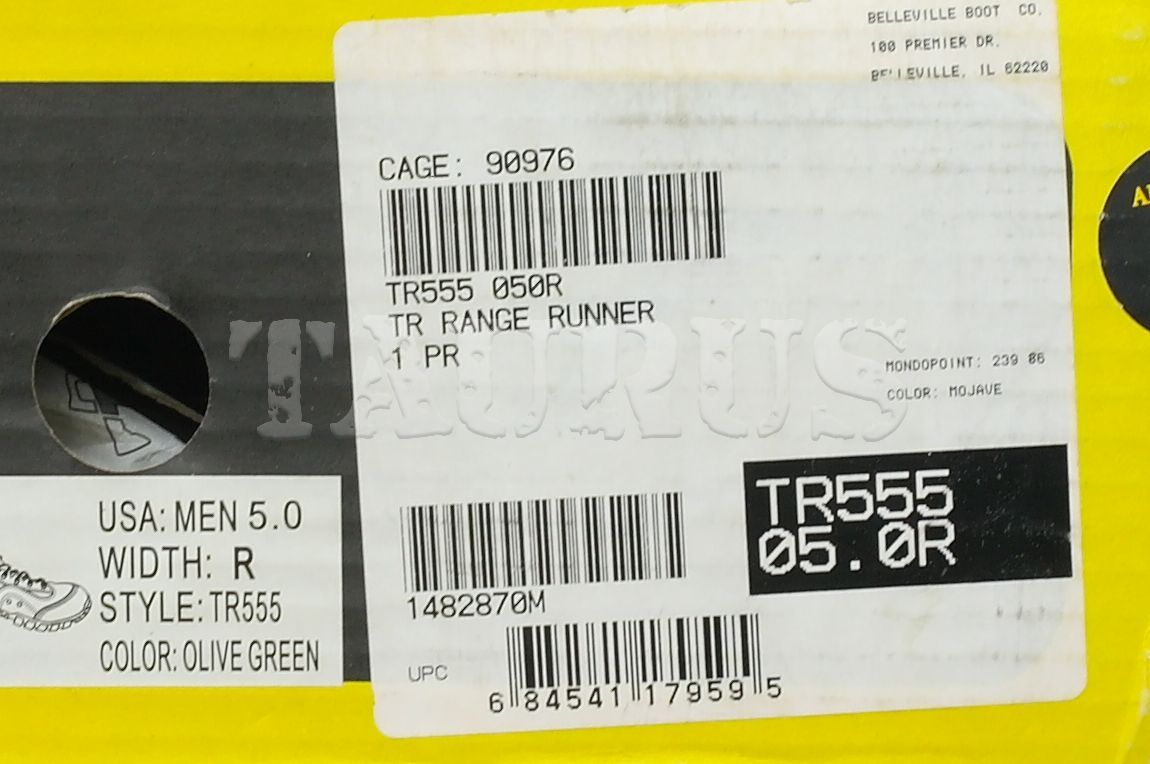 BELLEVILLE BOOT CO.
100 PREMIER DR.
BELLEVILLE, IL 62220
CAGE: 90976
TR555 050R
TR RANGE RUNNER
1 PR
TAURUS
MONDOPOINT: 239 86
COLOR: MOJAVE
TR555
05.0R
1482870M
UPC
6 84541 17959 5
USA: MEN 5.0
WIDTH: R
STYLE: TR555
COLOR: OLIVE GREEN